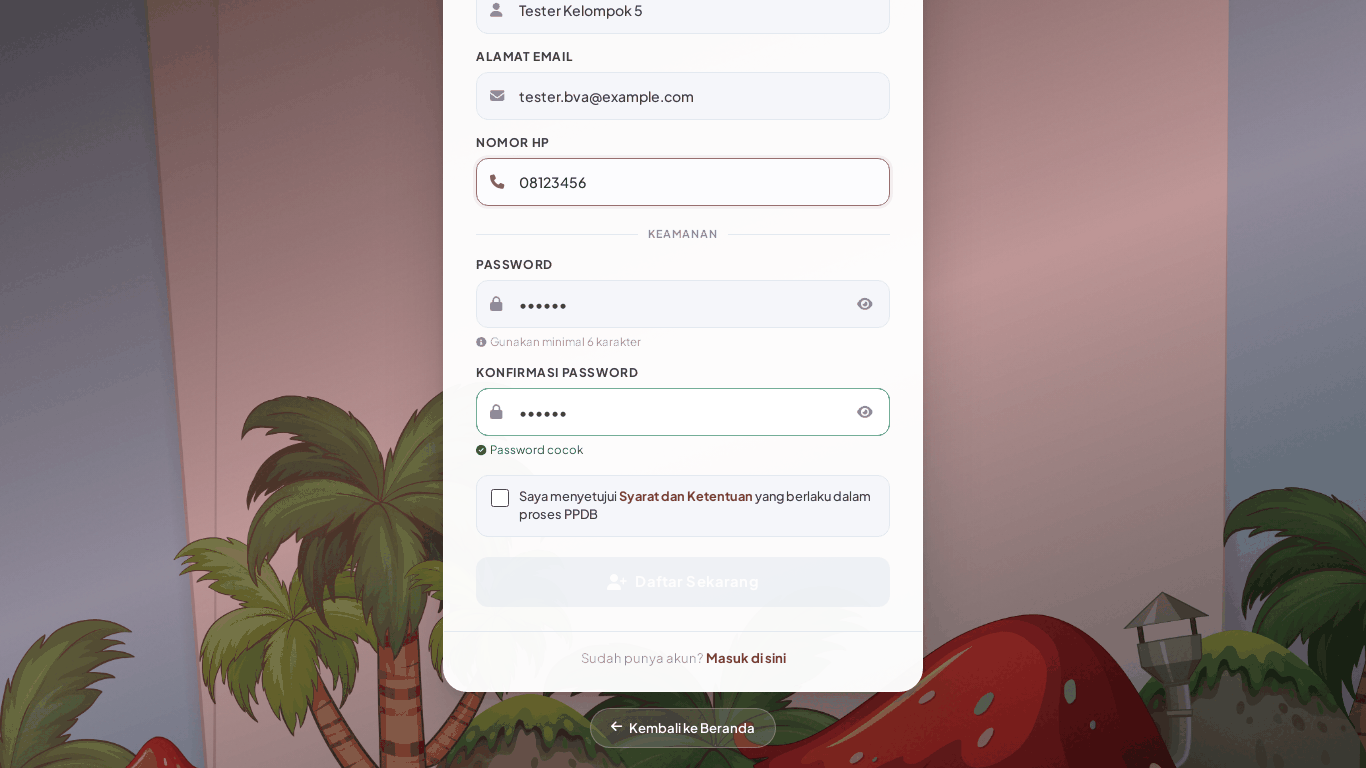 Tester Kelompok 5
ALAMAT EMAIL
tester.bva@example.com
NOMOR HP
08123456
KEAMANAN
PASSWORD
••••••
Gunakan minimal 6 karakter
KONFIRMASI PASSWORD
••••••
Password cocok
Saya menyetujui Syarat dan Ketentuan yang berlaku dalam
proses PPDB
Daftar Sekarang
Sudah punya akun? Masuk di sini
Kembali ke Beranda